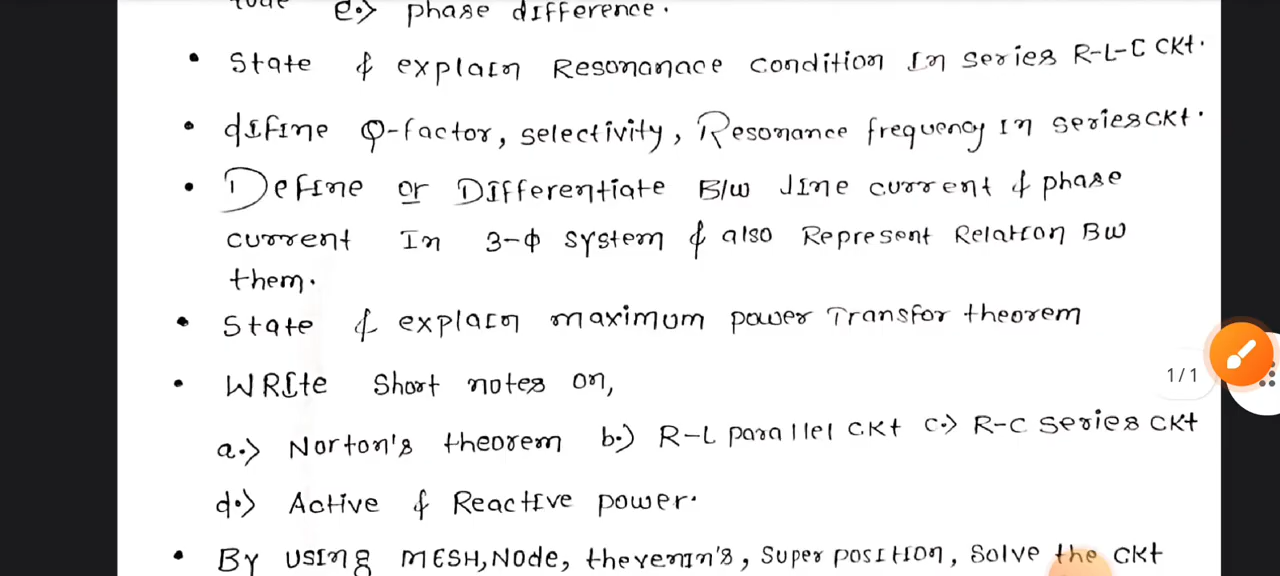 e.) phase difference.
• State & explain Resonanace condition In series R-L-C ckt.
• difine Q-factor, selectivity, Resonance frequency In series ckt.
• Define or Differentiate B/w line current & phase
current In 3-ϕ system & also Represent Relation Bw
them.
• State & explain maximum power Transfor theorem
1/1
• WRite Short notes on,
a.) Norton's theorem b.) R-L parallel ckt c.) R-C series ckt
d.) Active & Reactive power.
• By using MESH, Node, thevenin's, Super position, Solve the ckt